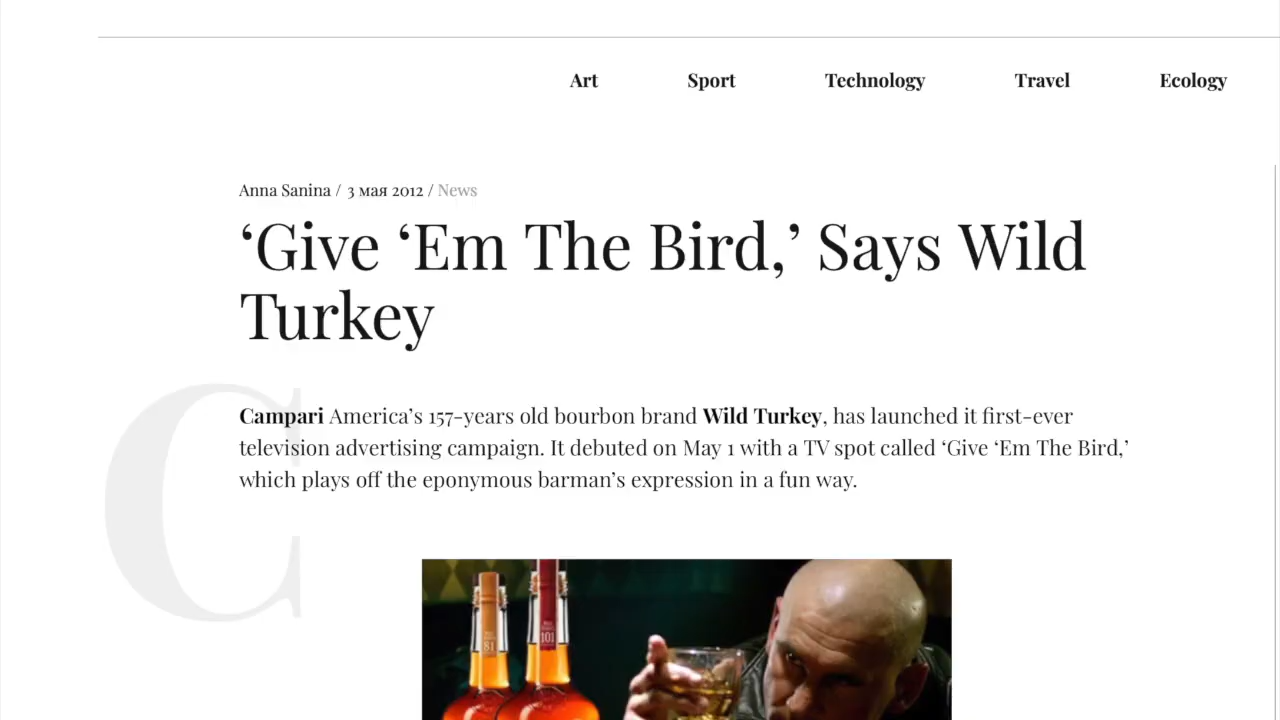 Art Sport Technology Travel Ecology
Anna Sanina / 3 мая 2012 / News
‘Give ‘Em The Bird,’ Says Wild
Turkey
C
Campari America’s 157-years old bourbon brand Wild Turkey, has launched it first-ever
television advertising campaign. It debuted on May 1 with a TV spot called ‘Give ‘Em The Bird,’
which plays off the eponymous barman’s expression in a fun way.
81
101